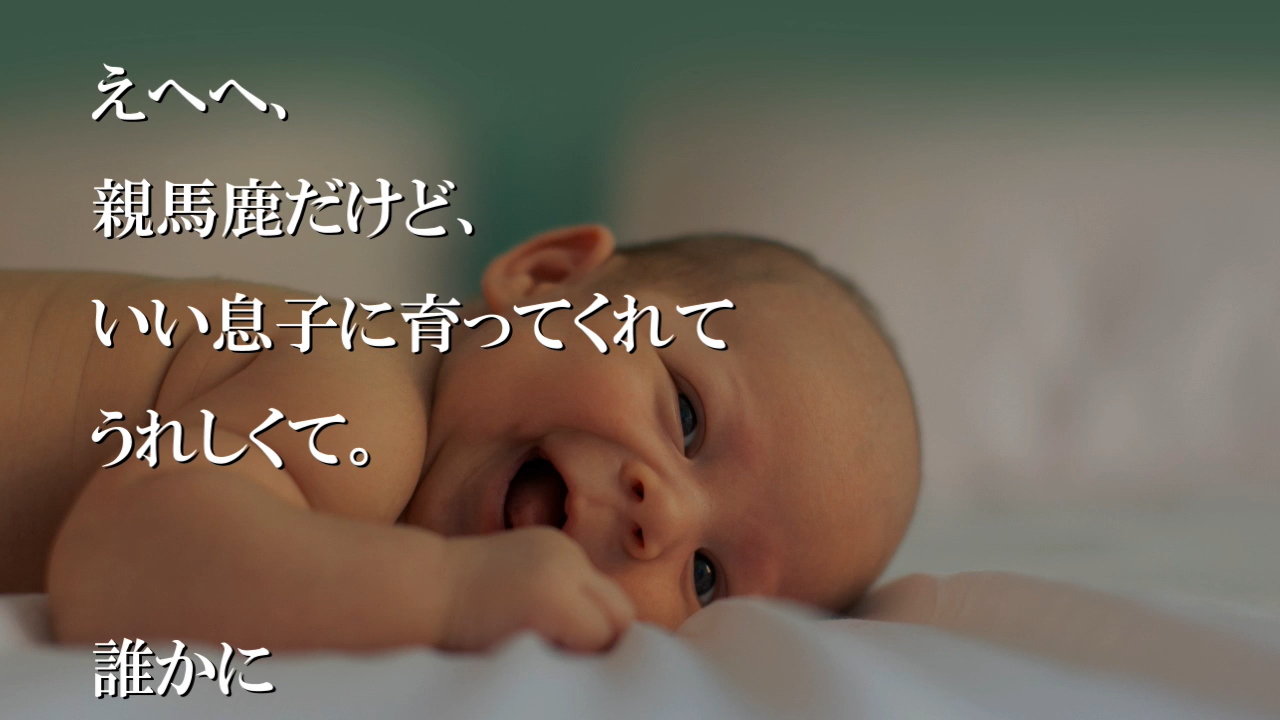 えへへ、
親馬鹿だけど、
いい息子に育ってくれて
うれしくて。
誰かに